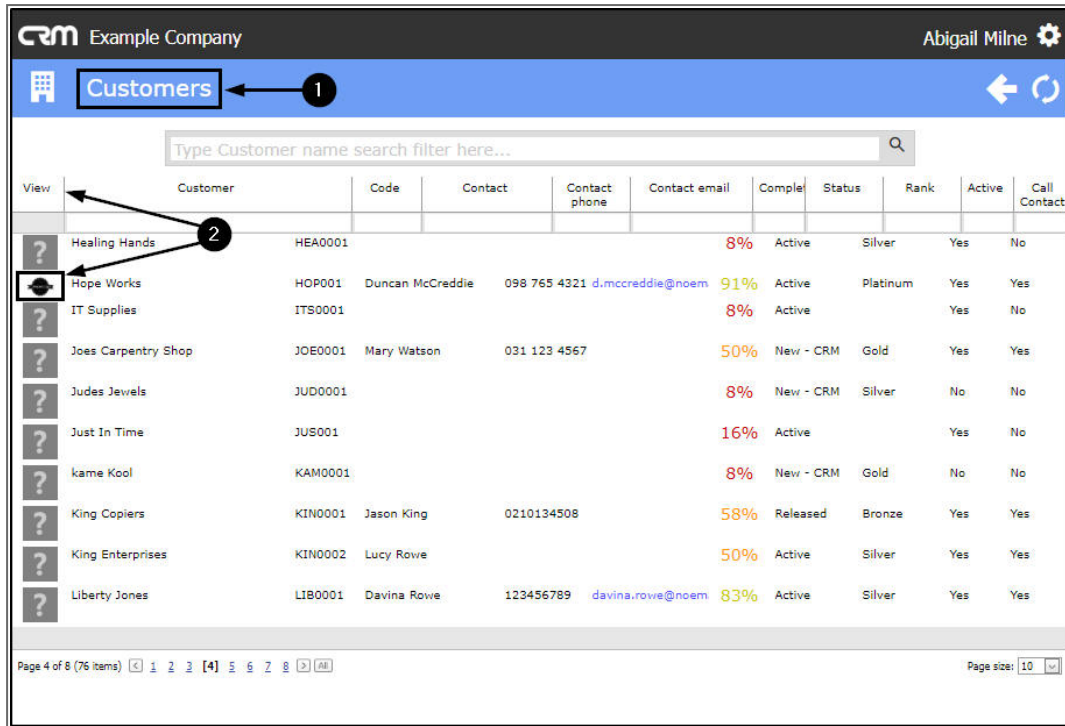 CRM Example Company Abigail Milne
Customers 1
Type Customer name search filter here...
View Customer Code Contact Contact phone Contact email Complet Status Rank Active Call Contact
2
? Healing Hands HEA0001 8% Active Silver Yes No
Hope Works HOP001 Duncan McCreddie 098 765 4321 d.mccreddie@noem 91% Active Platinum Yes Yes
? IT Supplies ITS0001 8% Active Yes No
? Joes Carpentry Shop JOE0001 Mary Watson 031 123 4567 50% New - CRM Gold Yes Yes
? Judes Jewels JUD0001 8% New - CRM Silver No No
? Just In Time JUS001 16% Active Yes No
? kame Kool KAM0001 8% New - CRM Gold No No
? King Copiers KIN0001 Jason King 0210134508 58% Released Bronze Yes Yes
? King Enterprises KIN0002 Lucy Rowe 50% Active Silver Yes Yes
? Liberty Jones LIB0001 Davina Rowe 123456789 davina.rowe@noem 83% Active Silver Yes Yes
Page 4 of 8 (76 items) < 1 2 3 [4] 5 6 7 8 > All Page size: 10